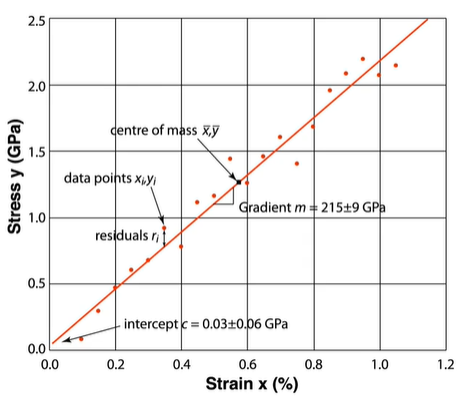 2.5
2.0
1.5
1.0
0.5
0.0
Stress y (GPa)
centre of mass x̅,y̅
data points xᵢ,yᵢ
Gradient m = 215±9 GPa
residuals rᵢ
intercept c = 0.03±0.06 GPa
0.0 0.2 0.4 0.6 0.8 1.0 1.2
Strain x (%)